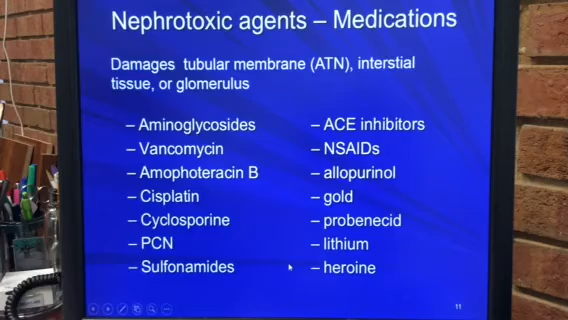 Nephrotoxic agents – Medications
Damages tubular membrane (ATN), interstial
tissue, or glomerulus
– Aminoglycosides
– Vancomycin
– Amophoteracin B
– Cisplatin
– Cyclosporine
– PCN
– Sulfonamides
– ACE inhibitors
– NSAIDs
– allopurinol
– gold
– probenecid
– lithium
– heroine
11